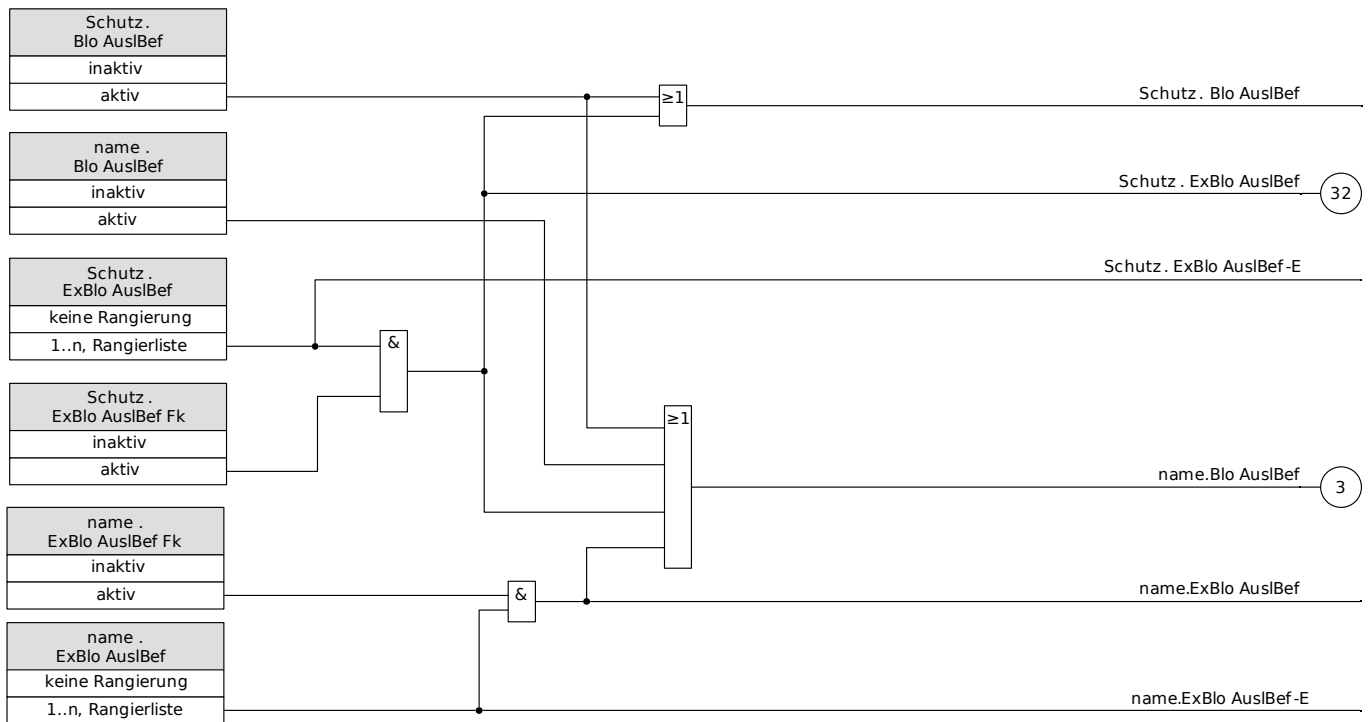 Schutz.
Blo AuslBef
inaktiv
aktiv
≥1
Schutz. Blo AuslBef
name .
Blo AuslBef
inaktiv
aktiv
Schutz. ExBlo AuslBef
32
Schutz.
ExBlo AuslBef
keine Rangierung
1..n, Rangierliste
Schutz. ExBlo AuslBef-E
&
Schutz.
ExBlo AuslBef Fk
inaktiv
aktiv
≥1
name.Blo AuslBef
3
name .
ExBlo AuslBef Fk
inaktiv
aktiv
&
name.ExBlo AuslBef
name .
ExBlo AuslBef
keine Rangierung
1..n, Rangierliste
name.ExBlo AuslBef-E